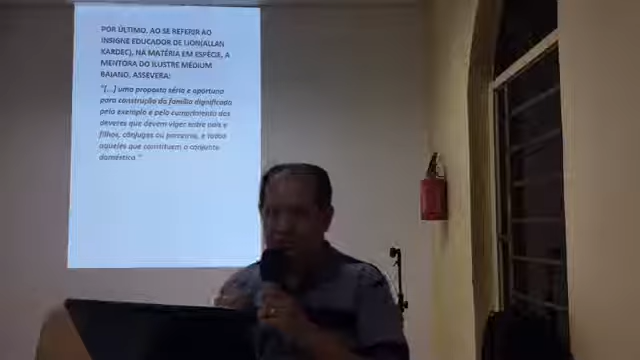 POR ÚLTIMO, AO SE REFERIR AO
INSIGNE EDUCADOR DE LION(ALLAN
KARDEC), NA MATÉRIA EM ESPÉCIE, A
MENTORA DO ILUSTRE MÉDIUM
BAIANO, ASSEVERA:
"[...] uma proposta séria e oportuna
para construção da família dignificada
pelo exemplo e pelo cumprimento dos
deveres que devem viger entre pais e
filhos, cônjuges ou parceiros, e todos
aqueles que constituem o conjunto
doméstico."